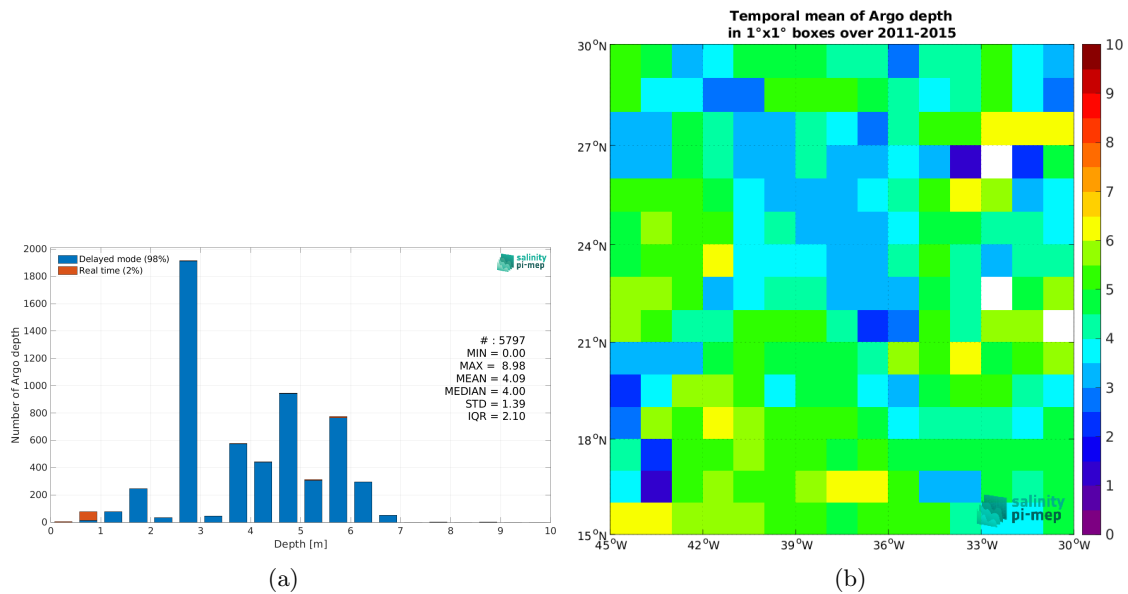 Delayed mode (98%)
Real time (2%)
salinity
pi-mep
# : 5797
MIN = 0.00
MAX = 8.98
MEAN = 4.09
MEDIAN = 4.00
STD = 1.39
IQR = 2.10
Number of Argo depth
2000
1800
1600
1400
1200
1000
800
600
400
200
0
0 1 2 3 4 5 6 7 8 9 10
Depth [m]
(a)
Temporal mean of Argo depth
in 1°x1° boxes over 2011-2015
30°N
27°N
24°N
21°N
18°N
15°N
45°W 42°W 39°W 36°W 33°W 30°W
salinity
pi-mep
10
9
8
7
6
5
4
3
2
1
0
(b)